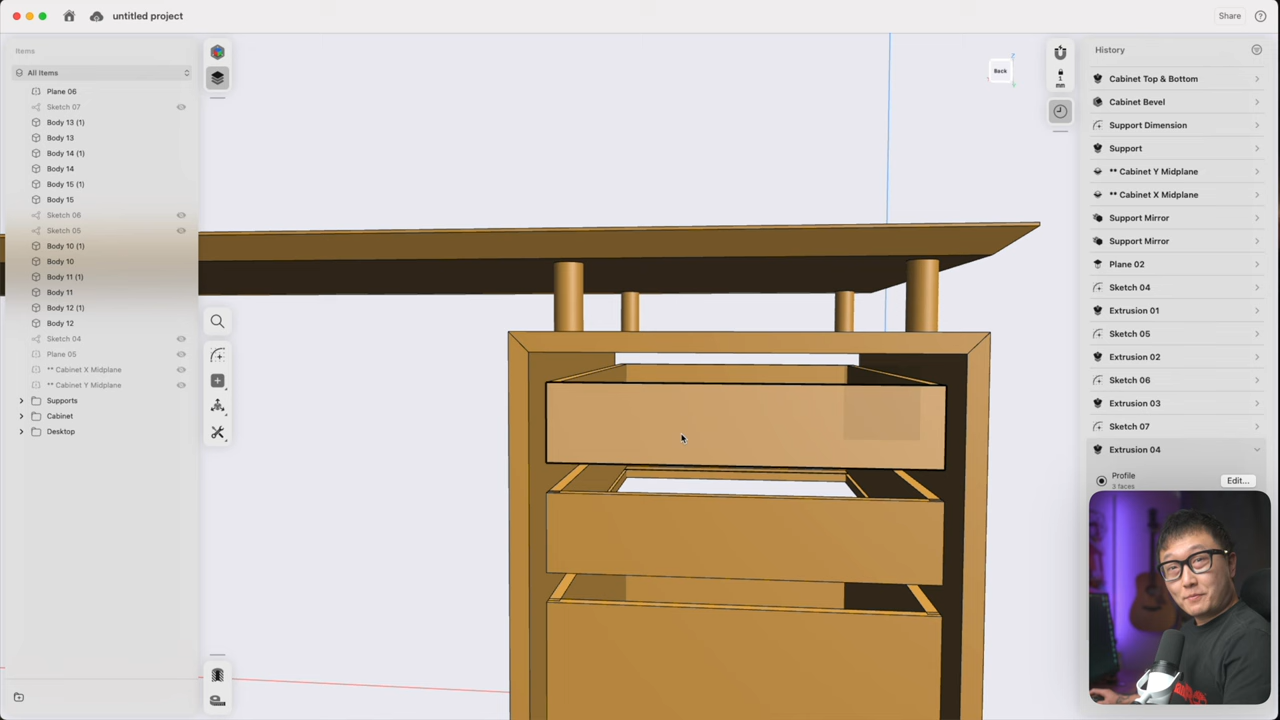 untitled project
Share
Items
All Items
Plane 06
Sketch 07
Body 13 (1)
Body 13
Body 14 (1)
Body 14
Body 15 (1)
Body 15
Sketch 06
Sketch 05
Body 10 (1)
Body 10
Body 11 (1)
Body 11
Body 12 (1)
Body 12
Sketch 04
Plane 05
** Cabinet X Midplane
** Cabinet Y Midplane
Supports
Cabinet
Desktop
Back
Z
1
mm
History
Cabinet Top & Bottom
Cabinet Bevel
Support Dimension
Support
** Cabinet Y Midplane
** Cabinet X Midplane
Support Mirror
Support Mirror
Plane 02
Sketch 04
Extrusion 01
Sketch 05
Extrusion 02
Sketch 06
Extrusion 03
Sketch 07
Extrusion 04
Profile
3 faces
Edit...